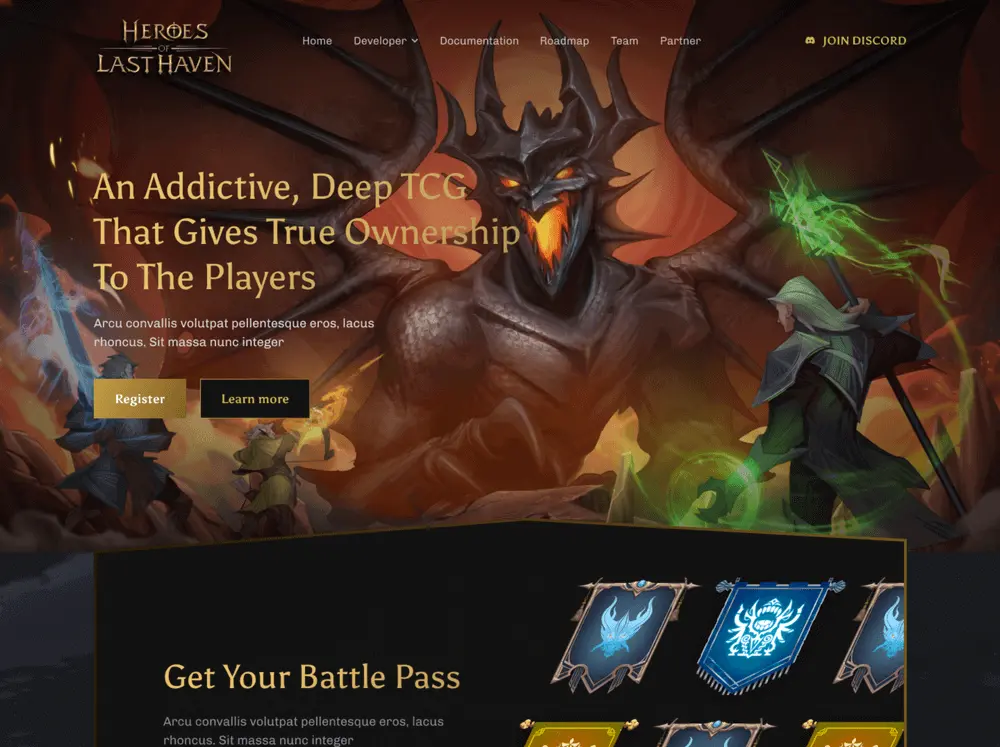 HEROES
OF
LAST HAVEN
Home Developer Documentation Roadmap Team Partner JOIN DISCORD
An Addictive, Deep TCG
That Gives True Ownership
To The Players
Arcu convallis volutpat pellentesque eros, lacus
rhoncus. Sit massa nunc integer
Register Learn more
Get Your Battle Pass
Arcu convallis volutpat pellentesque eros, lacus
rhoncus. Sit massa nunc integer